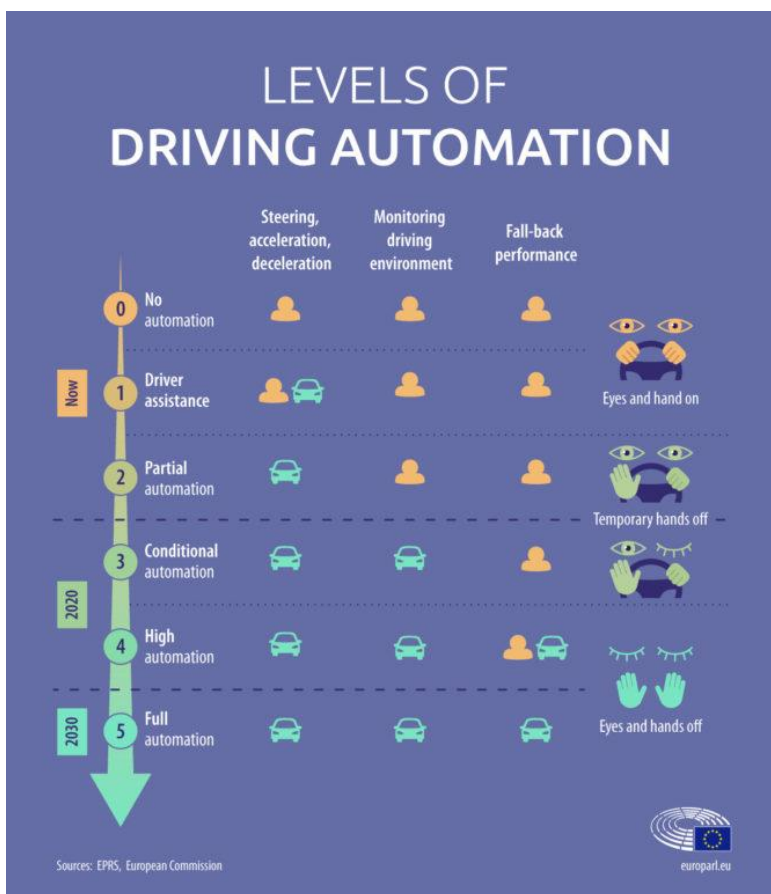 LEVELS OF
DRIVING AUTOMATION
Steering,
acceleration,
deceleration
Monitoring
driving
environment
Fall-back
performance
0
No
automation
Now
1
Driver
assistance
Eyes and hand on
2
Partial
automation
Temporary hands off
3
Conditional
automation
2020
4
High
automation
2030
5
Full
automation
Eyes and hands off
Sources: EPRS, European Commission
europarl.eu